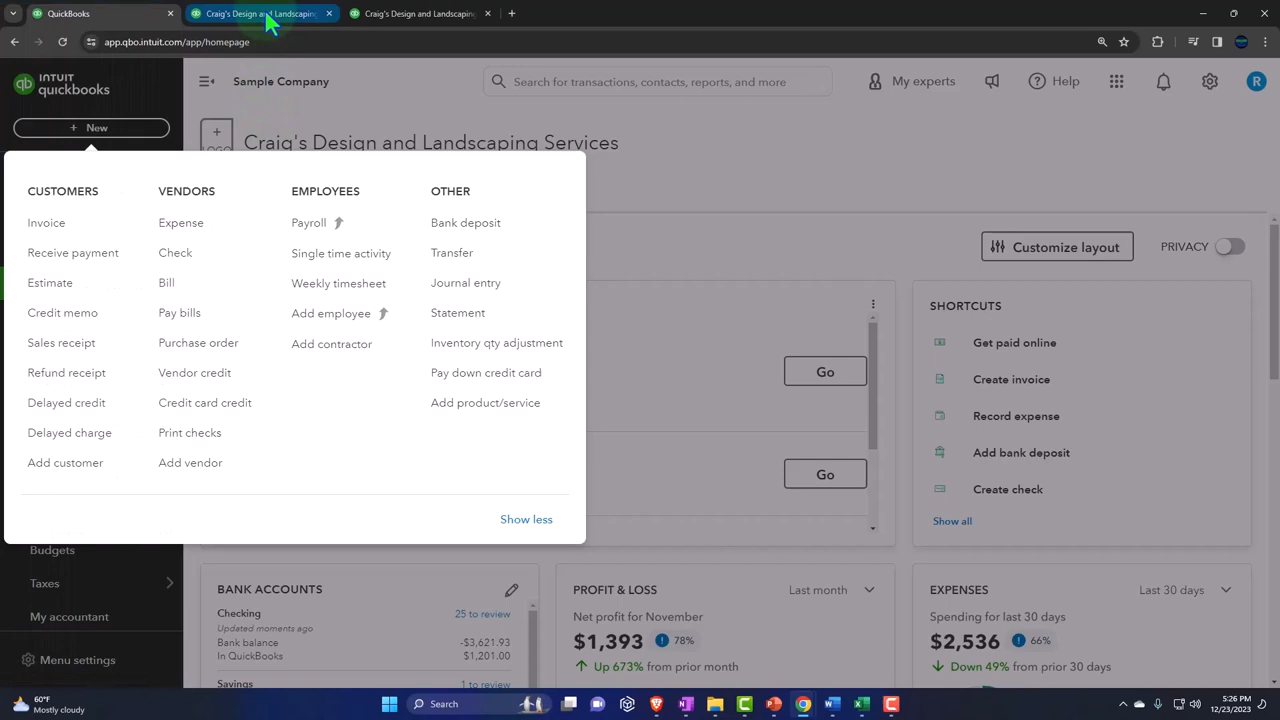 QuickBooks
Craig's Design and Landscaping
Craig's Design and Landscaping
app.qbo.intuit.com/app/homepage
INTUIT
quickbooks
Sample Company
Search for transactions, contacts, reports, and more
My experts
Help
R
+ New
+
LOGO
Craig's Design and Landscaping Services
CUSTOMERS
Invoice
Receive payment
Estimate
Credit memo
Sales receipt
Refund receipt
Delayed credit
Delayed charge
Add customer
VENDORS
Expense
Check
Bill
Pay bills
Purchase order
Vendor credit
Credit card credit
Print checks
Add vendor
EMPLOYEES
Payroll
Single time activity
Weekly timesheet
Add employee
Add contractor
OTHER
Bank deposit
Transfer
Journal entry
Statement
Inventory qty adjustment
Pay down credit card
Add product/service
Show less
Customize layout
PRIVACY
Go
Go
SHORTCUTS
Get paid online
Create invoice
Record expense
Add bank deposit
Create check
Show all
Budgets
Taxes
My accountant
Menu settings
BANK ACCOUNTS
Checking
25 to review
Updated moments ago
Bank balance
-$3,621.93
In QuickBooks
$1,201.00
Savings
1 to review
PROFIT & LOSS
Last month
Net profit for November
$1,393
78%
Up 673% from prior month
EXPENSES
Last 30 days
Spending for last 30 days
$2,536
66%
Down 49% from prior 30 days
60°F
Mostly cloudy
Search
5:26 PM
12/23/2023